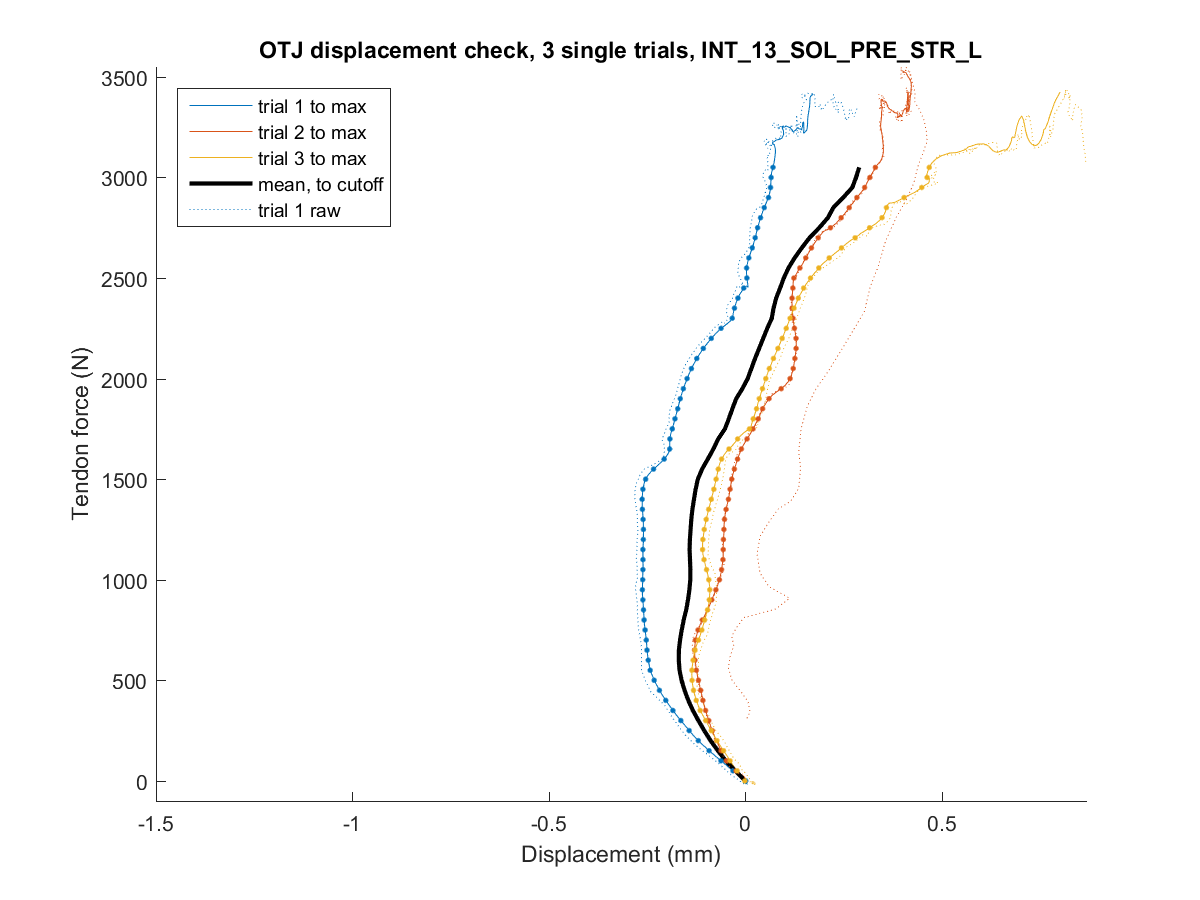 OTJ displacement check, 3 single trials, INT_13_SOL_PRE_STR_L
3500
3000
2500
2000
1500
1000
500
0
Tendon force (N)
trial 1 to max
trial 2 to max
trial 3 to max
mean, to cutoff
trial 1 raw
-1.5 -1 -0.5 0 0.5
Displacement (mm)